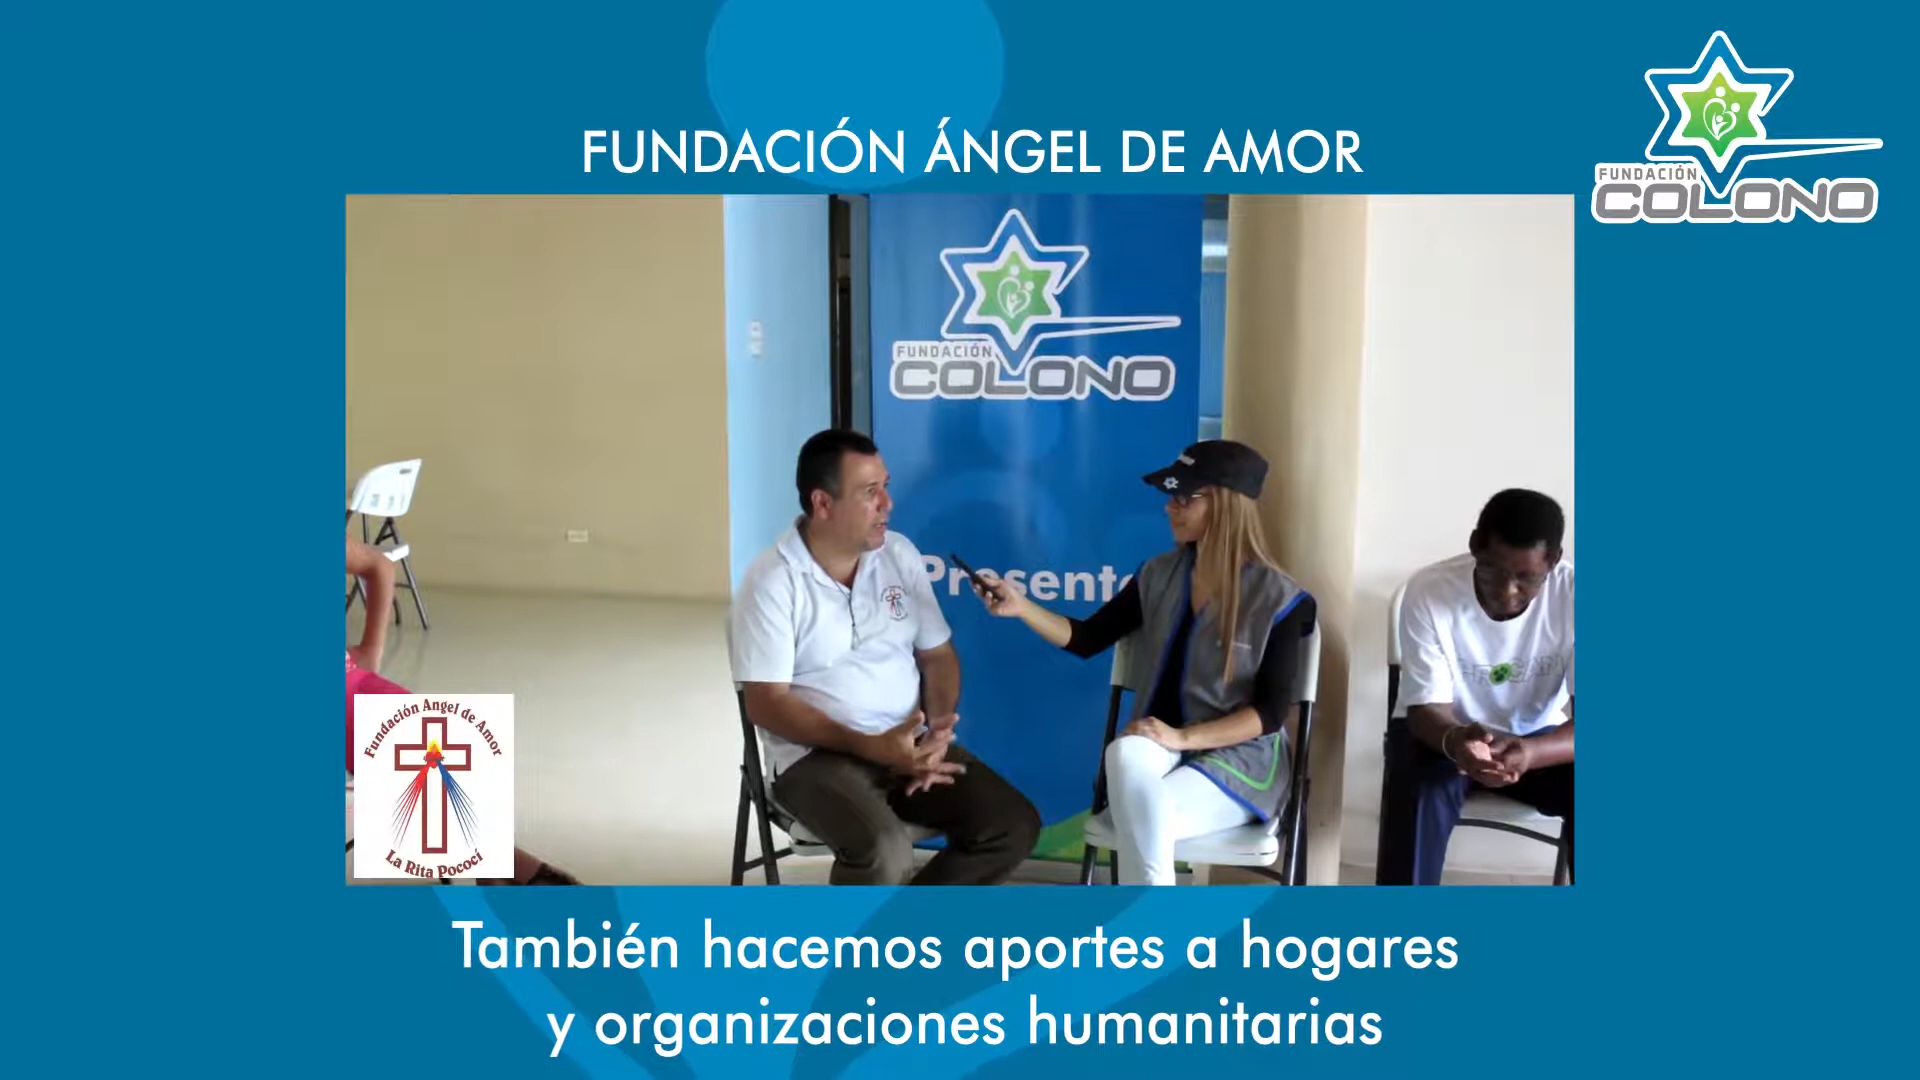 FUNDACIÓN ÁNGEL DE AMOR
FUNDACIÓN
COLONO
FUNDACIÓN
COLONO
Fundación Angel de Amor
La Rita Pococí
También hacemos aportes a hogares
y organizaciones humanitarias